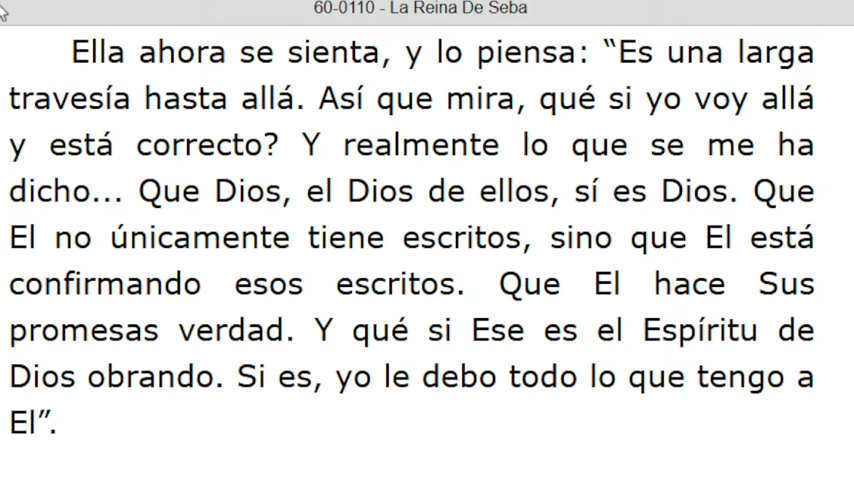 60-0110 - La Reina De Seba
Ella ahora se sienta, y lo piensa: “Es una larga
travesía hasta allá. Así que mira, qué si yo voy allá
y está correcto? Y realmente lo que se me ha
dicho... Que Dios, el Dios de ellos, sí es Dios. Que
El no únicamente tiene escritos, sino que El está
confirmando esos escritos. Que El hace Sus
promesas verdad. Y qué si Ese es el Espíritu de
Dios obrando. Si es, yo le debo todo lo que tengo a
El”.